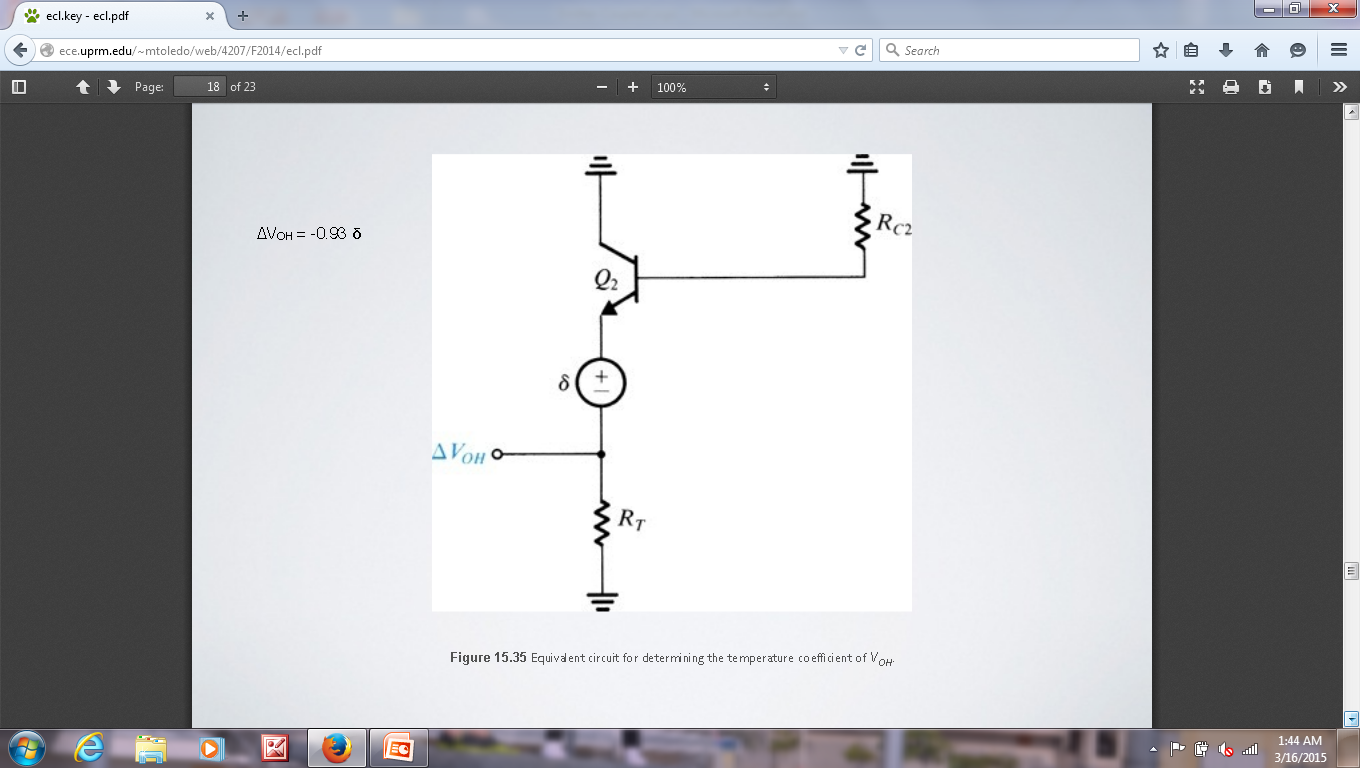 ecl.key - ecl.pdf
ece.uprm.edu/~mtoledo/web/4207/F2014/ecl.pdf
Search
Page: 18 of 23
100%
ΔVOH = -0.93 δ
RC2
Q2
δ
+
−
ΔVOH
RT
Figure 15.35 Equivalent circuit for determining the temperature coefficient of VOH.
1:44 AM
3/16/2015